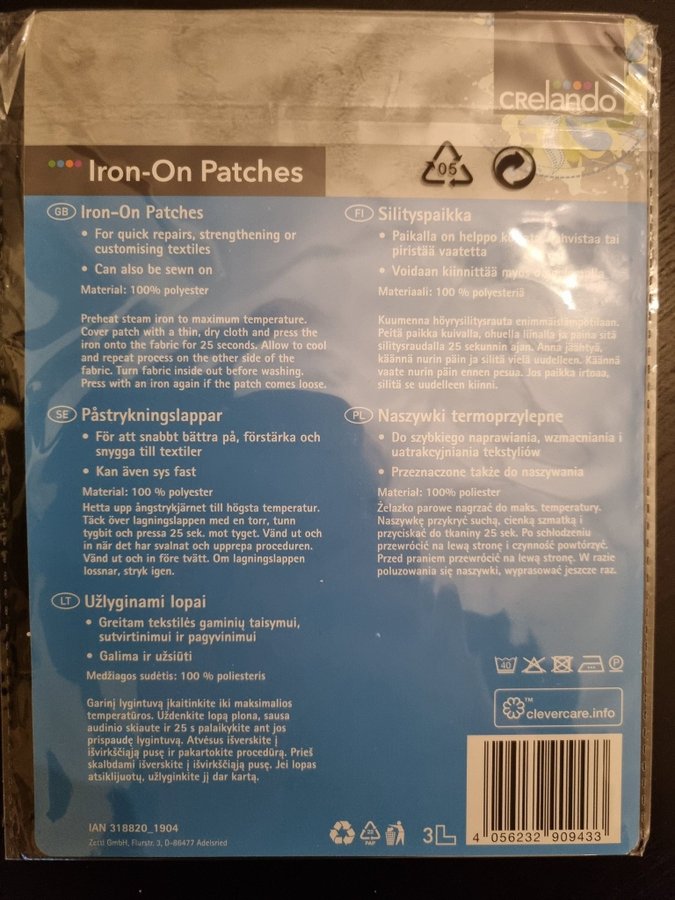 CRelando
Iron-On Patches
05
GB Iron-On Patches
• For quick repairs, strengthening or
customising textiles
• Can also be sewn on
Material: 100% polyester
Preheat steam iron to maximum temperature.
Cover patch with a thin, dry cloth and press the
iron onto the fabric for 25 seconds. Allow to cool
and repeat process on the other side of the
fabric. Turn fabric inside out before washing.
Press with an iron again if the patch comes loose.
FI Silityspaikka
• Paikalla on helppo tai
piristää vaatetta
• Voidaan kiinnittää myös
Materiaali: 100 % polyesteriä
Kuumenna höyrysilitysrauta enimmäislämpötilaan.
Peitä paikka kuivalla, ohuella liinalla ja paina sitä
silitysraudalla 25 sekunnin ajan. Anna jäähtyä,
käännä nurin päin ja silitä vielä uudelleen. Käännä
vaate nurin päin ennen pesua. Jos paikka irtoaa,
silitä se uudelleen kiinni.
SE Påstrykningslappar
• För att snabbt bättra på, förstärka och
snygga till textiler
• Kan även sys fast
Material: 100 % polyester
Hetta upp ångstrykjärnet till högsta temperatur.
Täck över lagningslappen med en torr, tunn
tygbit och pressa 25 sek. mot tyget. Vänd ut och
in när det har svalnat och upprepa proceduren.
Vänd ut och in före tvätt. Om lagningslappen
lossnar, stryk igen.
PL Naszywki termoprzylepne
• Do szybkiego naprawiania, wzmacniania i
uatrakcyjniania tekstyliów
• Przeznaczone także do naszywania
Materiał: 100% poliester
Żelazko parowe nagrzać do maks. temperatury.
Naszywkę przykryć suchą, cienką szmatką i
przyciskać do tkaniny 25 sek. Po schłodzeniu
przewrócić na lewą stronę i czynność powtórzyć.
Przed praniem przewrócić na lewą stronę. W razie
poluzowania się naszywki, wyprasować jeszcze raz.
LT Užlyginami lopai
• Greitam tekstilės gaminių taisymui,
sutvirtinimui ir pagyvinimui
• Galima ir užsiūti
Medžiagos sudėtis: 100 % poliesteris
Garinį lygintuvą įkaitinkite iki maksimalios
temperatūros. Uždenkite lopą plona, sausa
audinio skiaute ir 25 s palaikykite ant jos
prispaudę lygintuvą. Atvėsus išverskite į
išvirkščiąją pusę ir pakartokite procedūrą. Prieš
skalbdami išverskite į išvirkščiąją pusę. Jei lopas
atsiklijuotų, užlyginkite jį dar kartą.
40 P
TM
clevercare.info
IAN 318820_1904
Zettl GmbH, Flurstr. 3, D-86477 Adelsried
PAP
3L
4 056232 909433